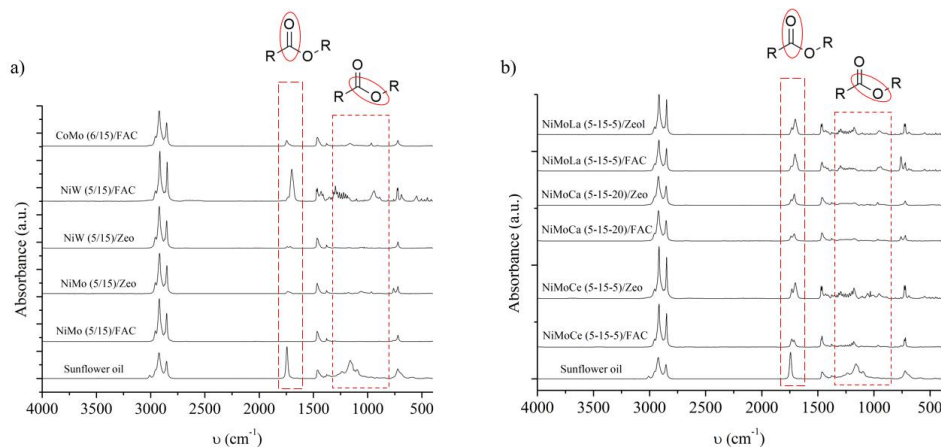 a)
R
O
O
R
R
O
O
R
Absorbance (a.u.)
CoMo (6/15)/FAC
NiW (5/15)/FAC
NiW (5/15)/Zeo
NiMo (5/15)/Zeo
NiMo (5/15)/FAC
Sunflower oil
4000 3500 3000 2500 2000 1500 1000 500
υ (cm⁻¹)
b)
R
O
O
R
R
O
O
R
Absorbance (a.u.)
NiMoLa (5-15-5)/Zeol
NiMoLa (5-15-5)/FAC
NiMoCa (5-15-20)/Zeo
NiMoCa (5-15-20)/FAC
NiMoCe (5-15-5)/Zeo
NiMoCe (5-15-5)/FAC
Sunflower oil
4000 3500 3000 2500 2000 1500 1000 500
υ (cm⁻¹)